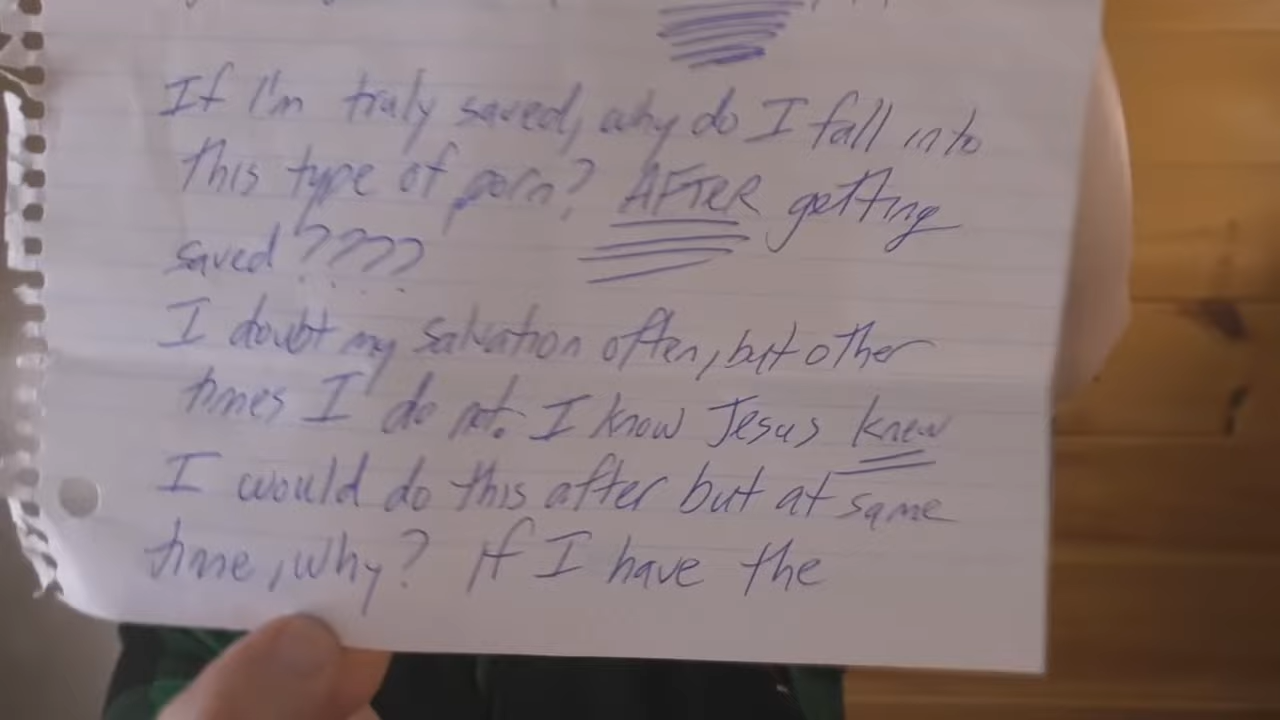 If I'm truly saved, why do I fall into
this type of porn? AFTER getting
saved????
I doubt my salvation often, but other
times I do not. I know Jesus knew
I would do this after but at same
time, why? If I have the